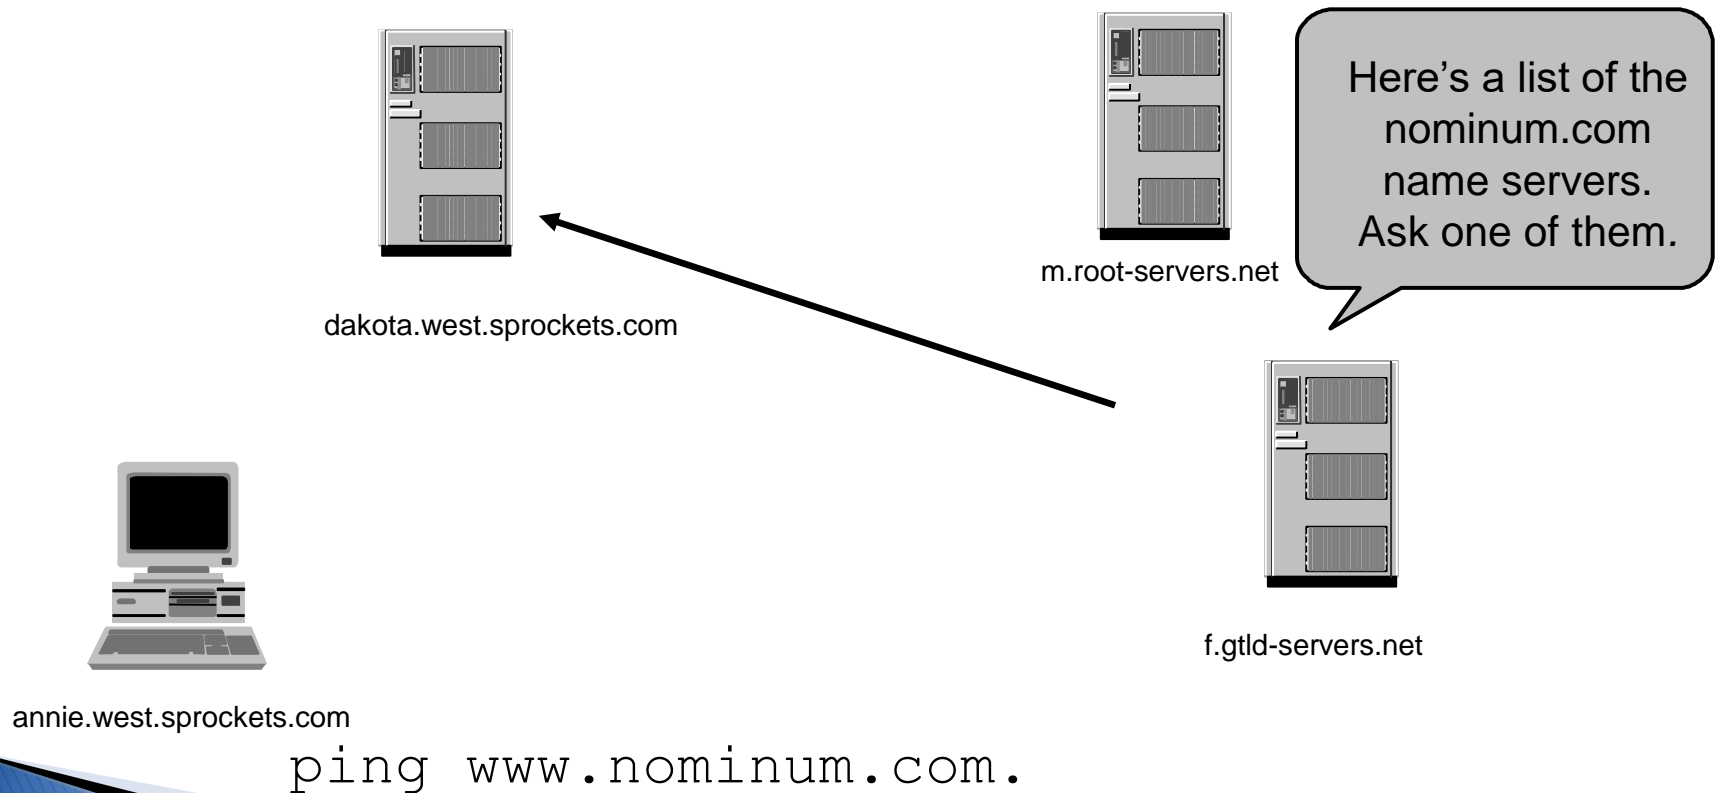 Here’s a list of the
nominum.com
name servers.
Ask one of them.
m.root-servers.net
dakota.west.sprockets.com
f.gtld-servers.net
annie.west.sprockets.com
ping www.nominum.com.